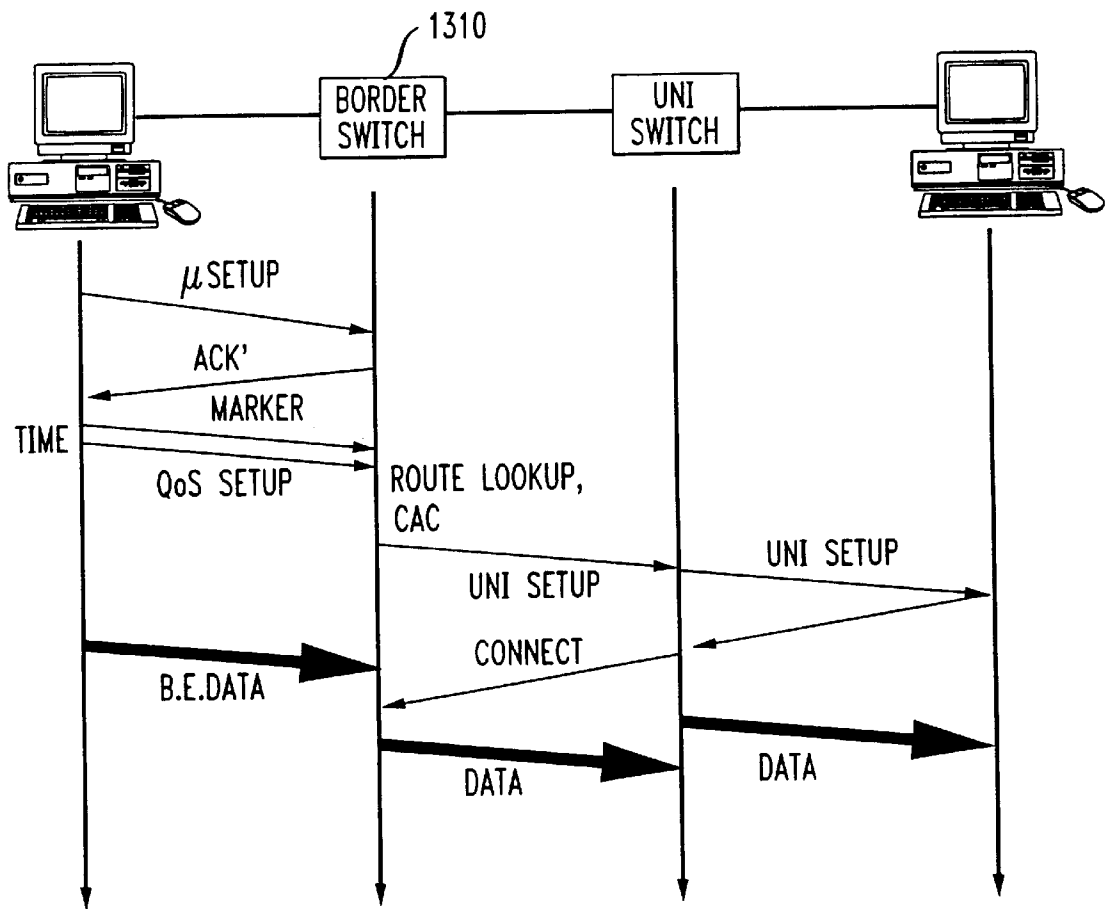 1310
BORDER
SWITCH
UNI
SWITCH
μSETUP
ACK'
MARKER
TIME
QoS SETUP
ROUTE LOOKUP,
CAC
UNI SETUP
UNI SETUP
CONNECT
B.E.DATA
DATA
DATA